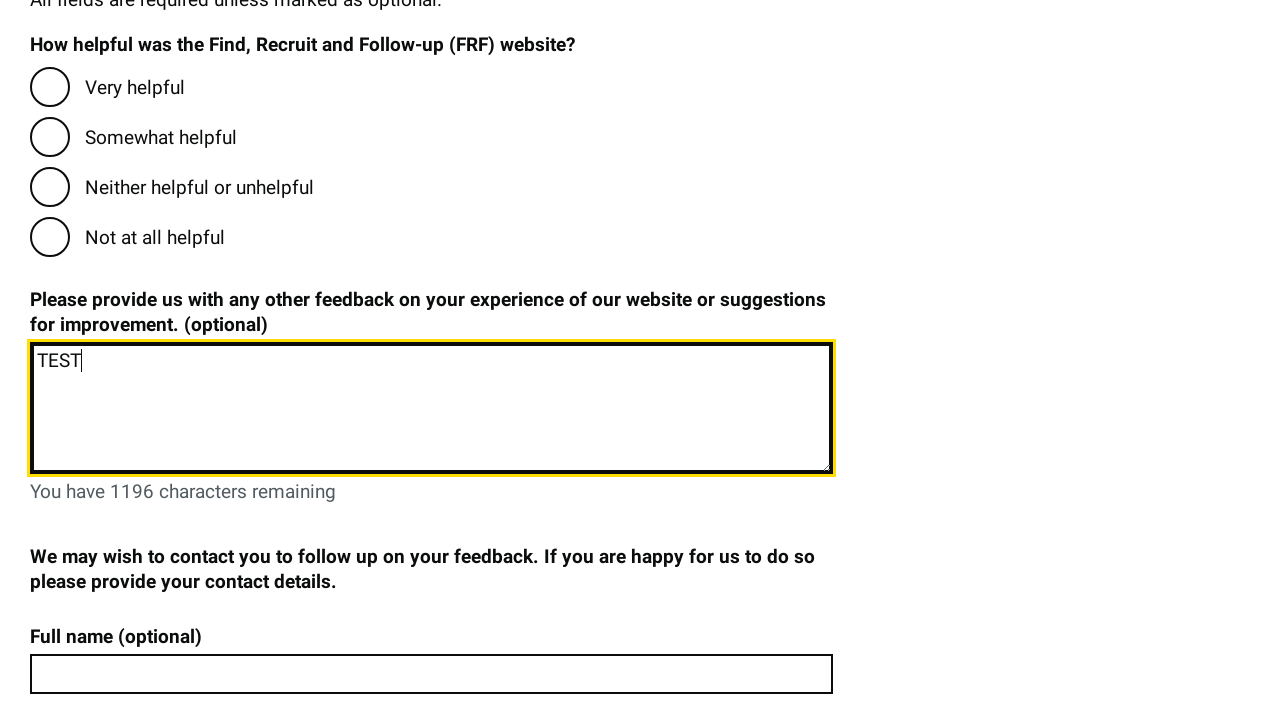 All fields are required unless marked as optional.
How helpful was the Find, Recruit and Follow-up (FRF) website?
Very helpful
Somewhat helpful
Neither helpful or unhelpful
Not at all helpful
Please provide us with any other feedback on your experience of our website or suggestions
for improvement. (optional)
TEST
You have 1196 characters remaining
We may wish to contact you to follow up on your feedback. If you are happy for us to do so
please provide your contact details.
Full name (optional)